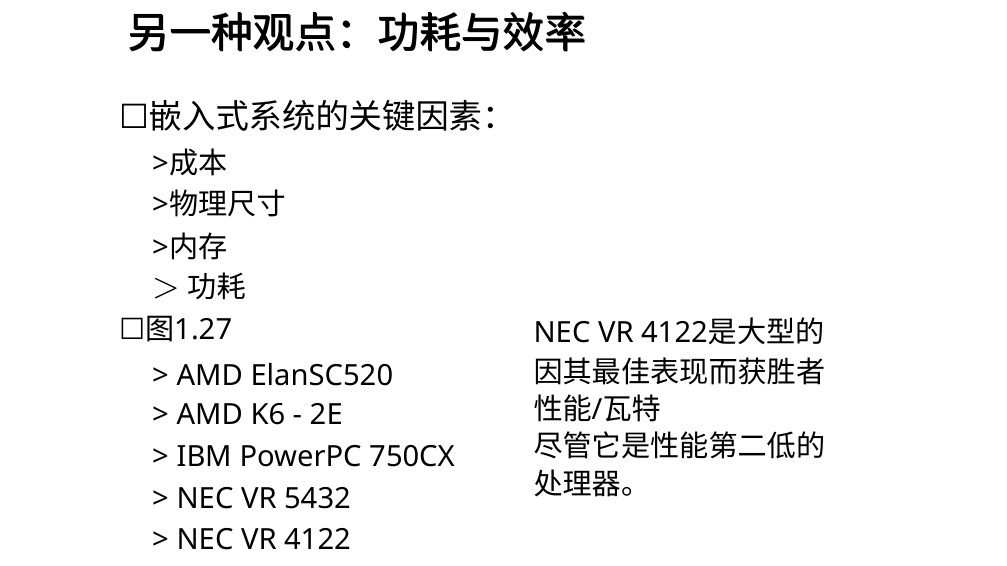 另一种观点：功耗与效率
☐嵌入式系统的关键因素：
>成本
>物理尺寸
>内存
＞ 功耗
☐图1.27
> AMD ElanSC520
> AMD K6 - 2E
> IBM PowerPC 750CX
> NEC VR 5432
> NEC VR 4122
NEC VR 4122是大型的
因其最佳表现而获胜者
性能/瓦特
尽管它是性能第二低的
处理器。